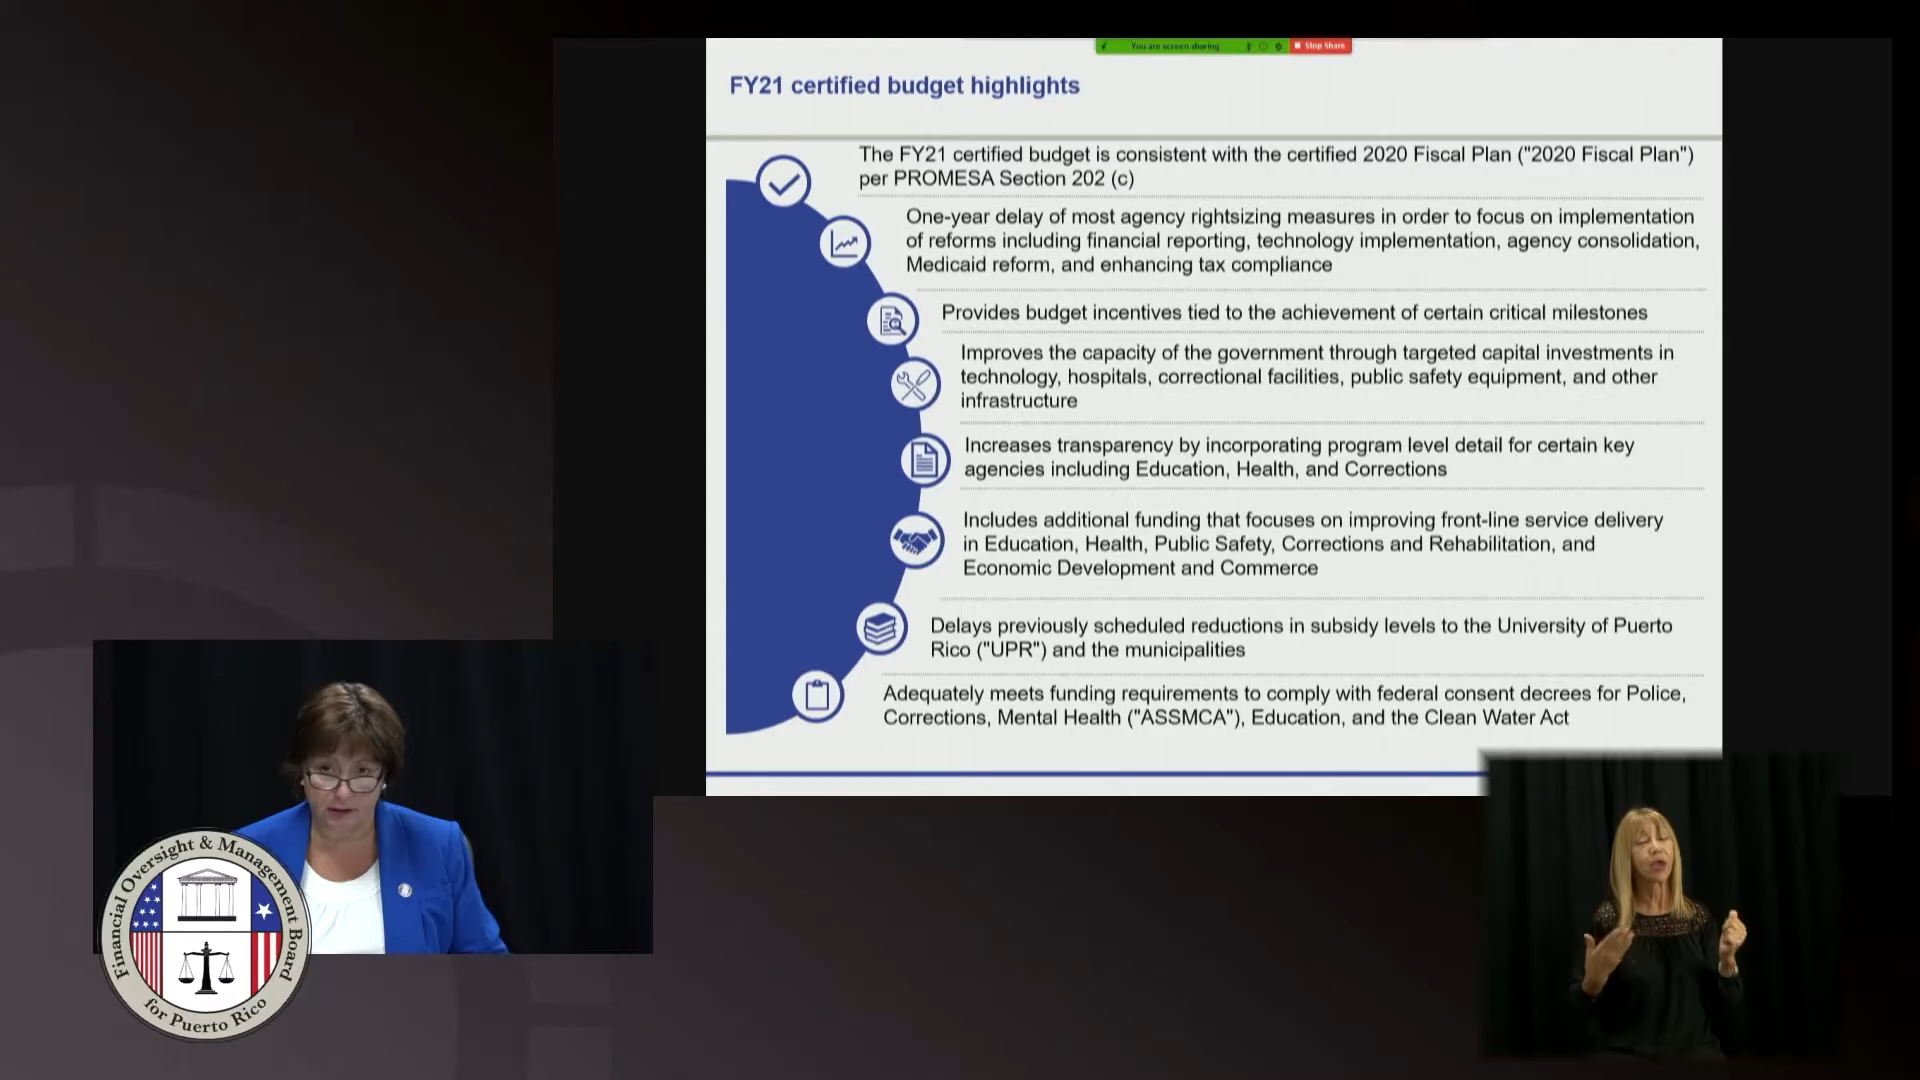 You are screen sharing
Stop Share
FY21 certified budget highlights
The FY21 certified budget is consistent with the certified 2020 Fiscal Plan ("2020 Fiscal Plan")
per PROMESA Section 202 (c)
One-year delay of most agency rightsizing measures in order to focus on implementation
of reforms including financial reporting, technology implementation, agency consolidation,
Medicaid reform, and enhancing tax compliance
Provides budget incentives tied to the achievement of certain critical milestones
Improves the capacity of the government through targeted capital investments in
technology, hospitals, correctional facilities, public safety equipment, and other
infrastructure
Increases transparency by incorporating program level detail for certain key
agencies including Education, Health, and Corrections
Includes additional funding that focuses on improving front-line service delivery
in Education, Health, Public Safety, Corrections and Rehabilitation, and
Economic Development and Commerce
Delays previously scheduled reductions in subsidy levels to the University of Puerto
Rico ("UPR") and the municipalities
Adequately meets funding requirements to comply with federal consent decrees for Police,
Corrections, Mental Health ("ASSMCA"), Education, and the Clean Water Act
Financial Oversight & Management Board
for Puerto Rico